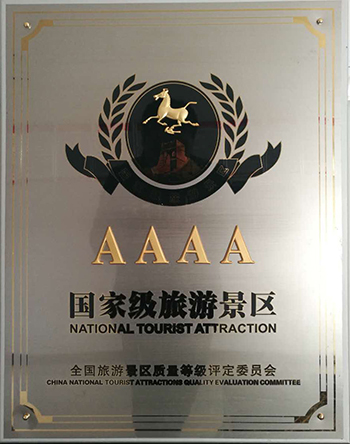 AAAA
国家级旅游景区
NATIONAL TOURIST ATTRACTION
全国旅游景区质量等级评定委员会
CHINA NATIONAL TOURIST ATTRACTIONS QUALITY EVALUATION COMMITTEE